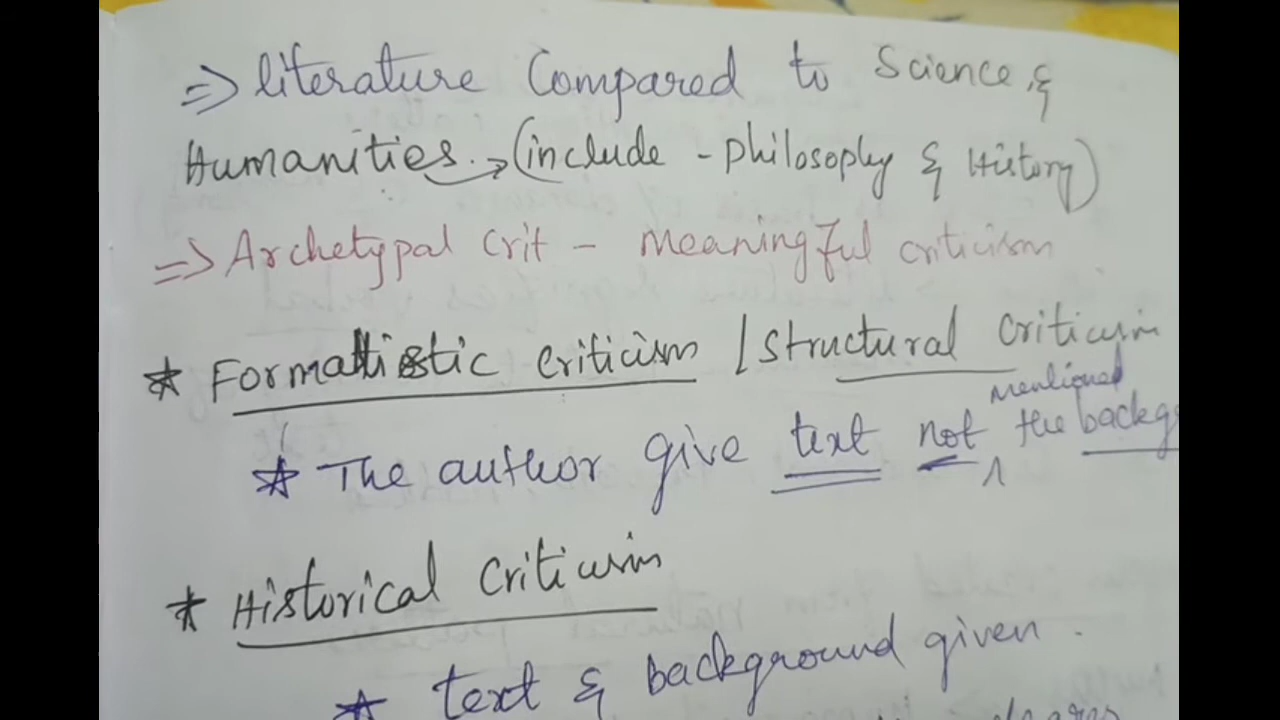 => literature Compared to Science &
Humanities. → (include - philosophy & History)
=> Archetypal Crit - Meaningful criticism
* Formalistic Criticism / Structural Criticism
mentioned
* The author give text not ^ the backg
* Historical Criticism
* text & background given.